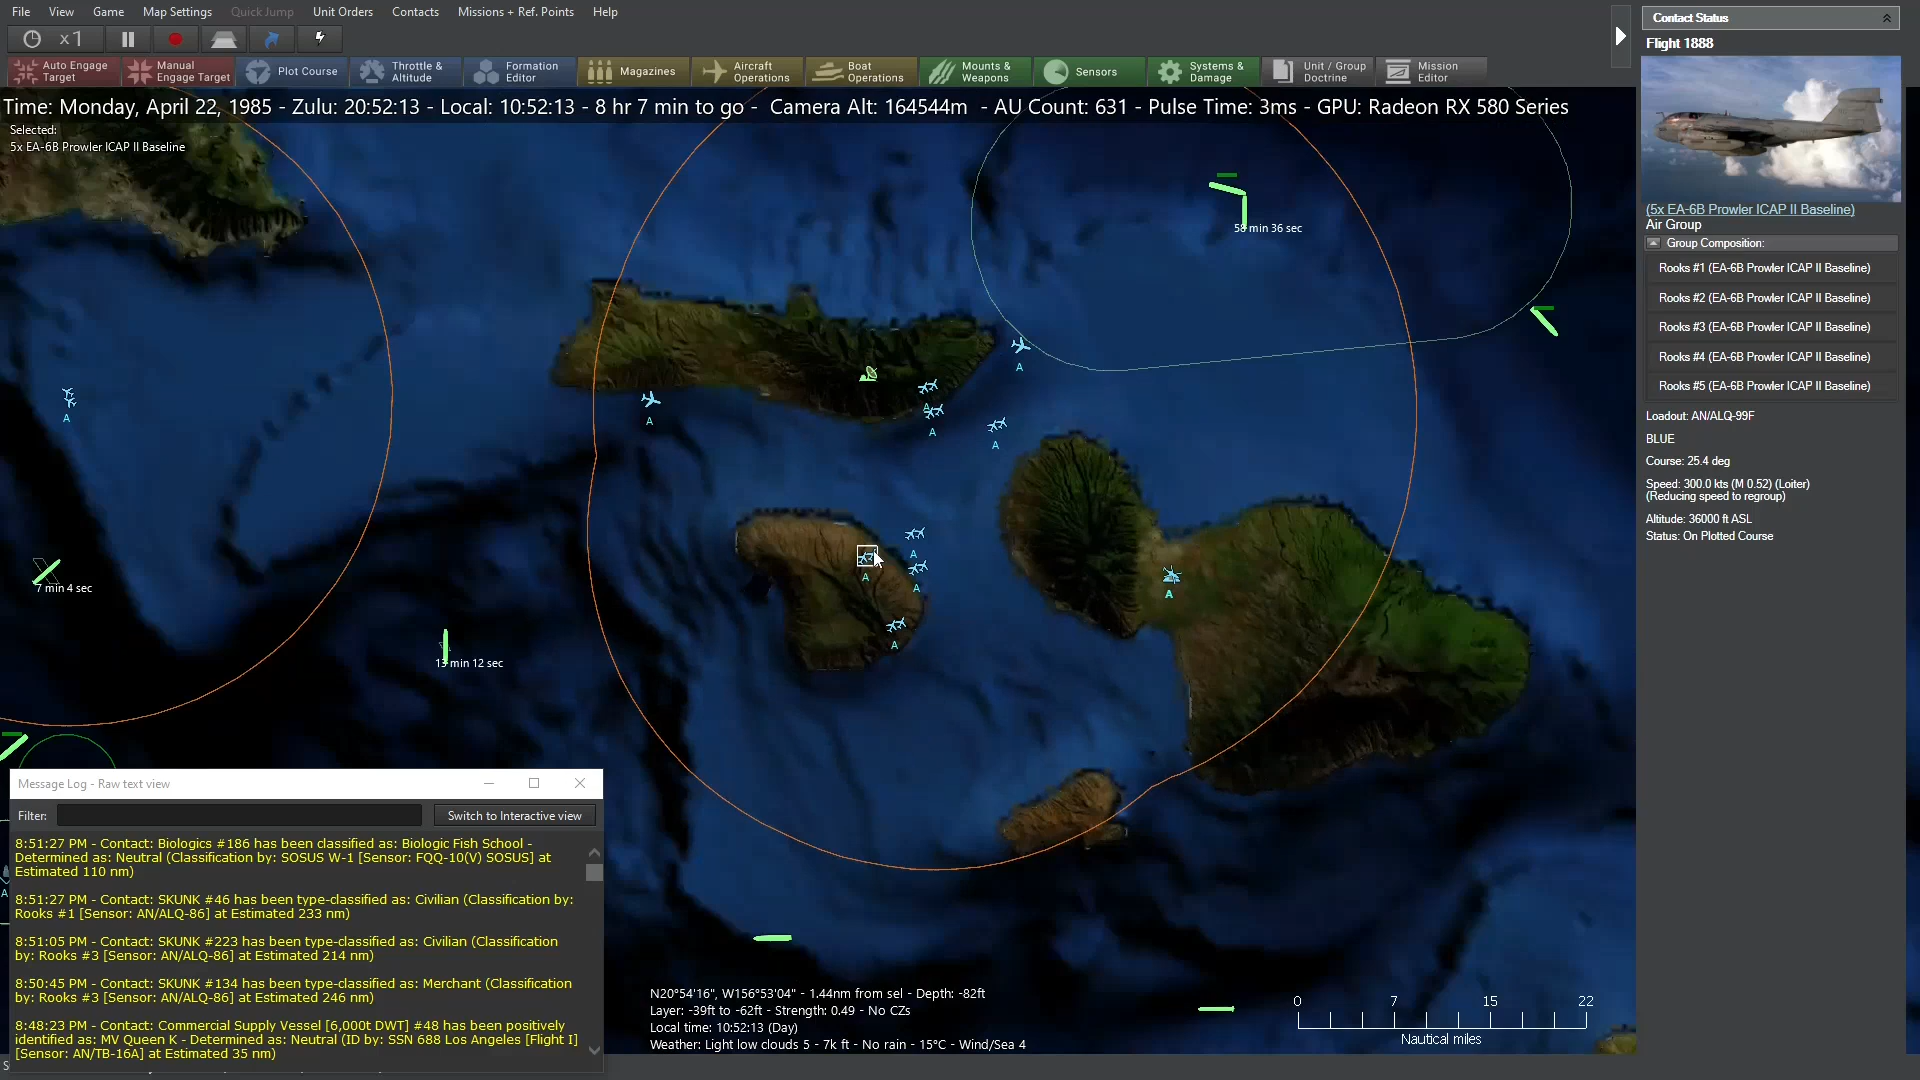 File View Game Map Settings Quick Jump Unit Orders Contacts Missions + Ref. Points Help
x1
Auto Engage Target
Manual Engage Target
Plot Course
Throttle & Altitude
Formation Editor
Magazines
Aircraft Operations
Boat Operations
Mounts & Weapons
Sensors
Systems & Damage
Unit / Group Doctrine
Mission Editor
Time: Monday, April 22, 1985 - Zulu: 20:52:13 - Local: 10:52:13 - 8 hr 7 min to go - Camera Alt: 164544m - AU Count: 631 - Pulse Time: 3ms - GPU: Radeon RX 580 Series
Selected:
5x EA-6B Prowler ICAP II Baseline
58 min 36 sec
A
A
A
A
A
A
A
7 min 4 sec
A
A
A
A
A
13 min 12 sec
A
Message Log - Raw text view
Filter:
Switch to Interactive view
8:51:27 PM - Contact: Biologics #186 has been classified as: Biologic Fish School -
Determined as: Neutral (Classification by: SOSUS W-1 [Sensor: FQQ-10(V) SOSUS] at
Estimated 110 nm)
8:51:27 PM - Contact: SKUNK #46 has been type-classified as: Civilian (Classification by:
Rooks #1 [Sensor: AN/ALQ-86] at Estimated 233 nm)
8:51:05 PM - Contact: SKUNK #223 has been type-classified as: Civilian (Classification
by: Rooks #3 [Sensor: AN/ALQ-86] at Estimated 214 nm)
8:50:45 PM - Contact: SKUNK #134 has been type-classified as: Merchant (Classification
by: Rooks #3 [Sensor: AN/ALQ-86] at Estimated 246 nm)
8:48:23 PM - Contact: Commercial Supply Vessel [6,000t DWT] #48 has been positively
identified as: MV Queen K - Determined as: Neutral (ID by: SSN 688 Los Angeles [Flight I]
[Sensor: AN/TB-16A] at Estimated 35 nm)
N20°54'16", W156°53'04" - 1.44nm from sel - Depth: -82ft
Layer: -39ft to -62ft - Strength: 0.49 - No CZs
Local time: 10:52:13 (Day)
Weather: Light low clouds 5 - 7k ft - No rain - 15°C - Wind/Sea 4
0 7 15 22
Nautical miles
Contact Status
Flight 1888
(5x EA-6B Prowler ICAP II Baseline)
Air Group
Group Composition:
Rooks #1 (EA-6B Prowler ICAP II Baseline)
Rooks #2 (EA-6B Prowler ICAP II Baseline)
Rooks #3 (EA-6B Prowler ICAP II Baseline)
Rooks #4 (EA-6B Prowler ICAP II Baseline)
Rooks #5 (EA-6B Prowler ICAP II Baseline)
Loadout: AN/ALQ-99F
BLUE
Course: 25.4 deg
Speed: 300.0 kts (M 0.52) (Loiter)
(Reducing speed to regroup)
Altitude: 36000 ft ASL
Status: On Plotted Course